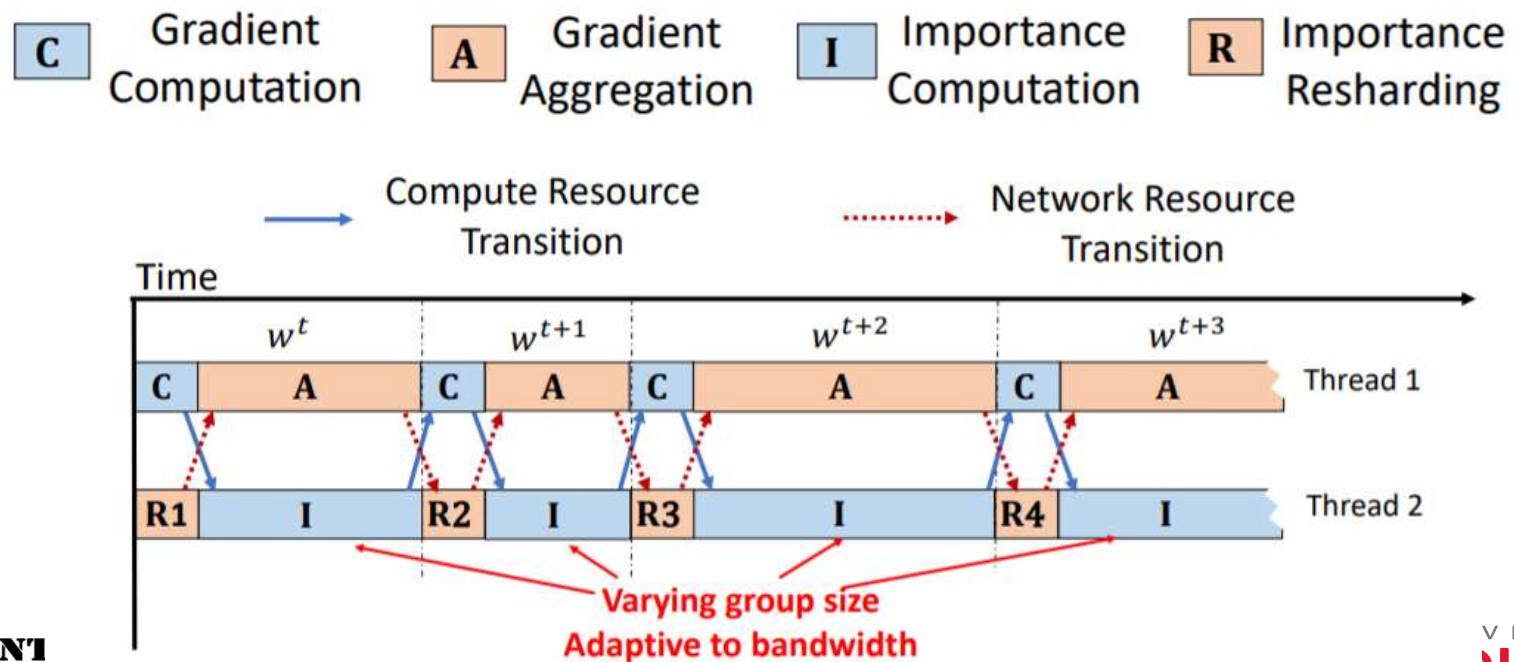 C
Gradient
Computation
A
Gradient
Aggregation
I
Importance
Computation
R
Importance
Resharding
Compute Resource
Transition
Network Resource
Transition
Time
w^t w^{t+1} w^{t+2} w^{t+3}
C A C A C A C A Thread 1
R1 I R2 I R3 I R4 I Thread 2
Varying group size
Adaptive to bandwidth